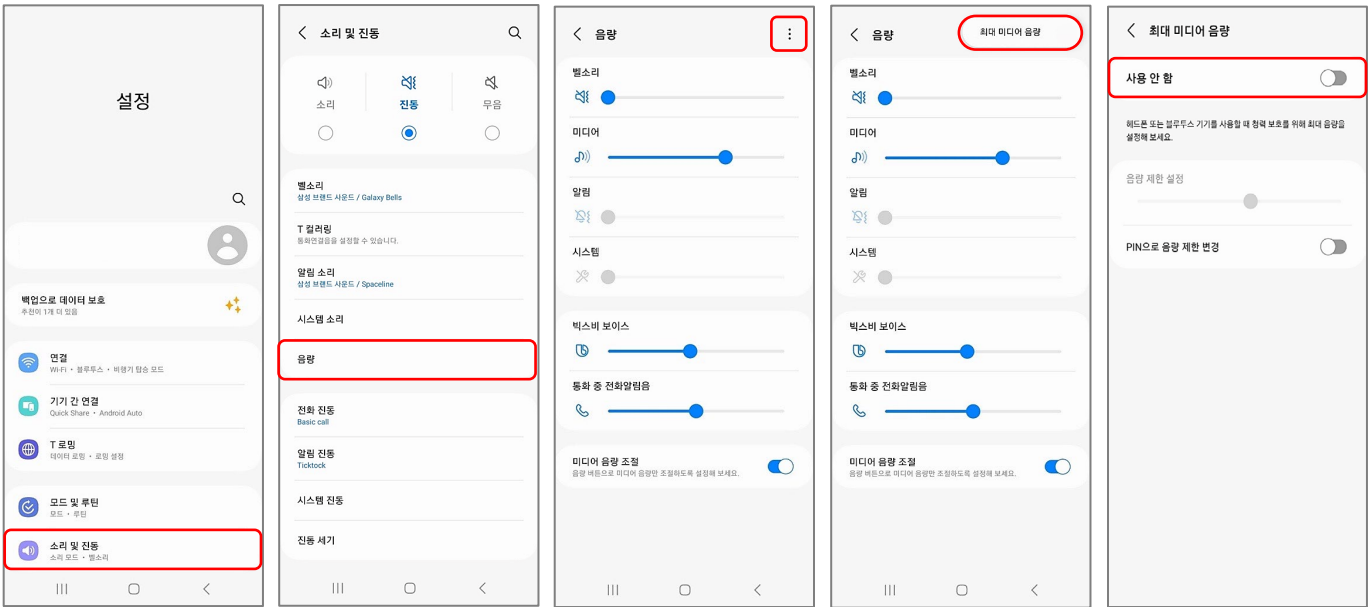 설정
백업으로 데이터 보호
추천이 1개 더 있음
연결
Wi-Fi • 블루투스 • 비행기 탑승 모드
기기 간 연결
Quick Share • Android Auto
T 로밍
데이터 로밍 • 로밍 설정
모드 및 루틴
모드 • 루틴
소리 및 진동
소리 모드 • 벨소리
소리 및 진동
소리
진동
무음
벨소리
삼성 브랜드 사운드 / Galaxy Bells
T 컬러링
통화연결음을 설정할 수 있습니다.
알림 소리
삼성 브랜드 사운드 / Spaceline
시스템 소리
음량
전화 진동
Basic call
알림 진동
Ticktock
시스템 진동
진동 세기
음량
벨소리
미디어
알림
시스템
빅스비 보이스
통화 중 전화알림음
미디어 음량 조절
음량 버튼으로 미디어 음량만 조절하도록 설정해 보세요.
음량
최대 미디어 음량
벨소리
미디어
알림
시스템
빅스비 보이스
통화 중 전화알림음
미디어 음량 조절
음량 버튼으로 미디어 음량만 조절하도록 설정해 보세요.
최대 미디어 음량
사용 안 함
헤드폰 또는 블루투스 기기를 사용할 때 청력 보호를 위해 최대 음량을
설정해 보세요.
음량 제한 설정
PIN으로 음량 제한 변경